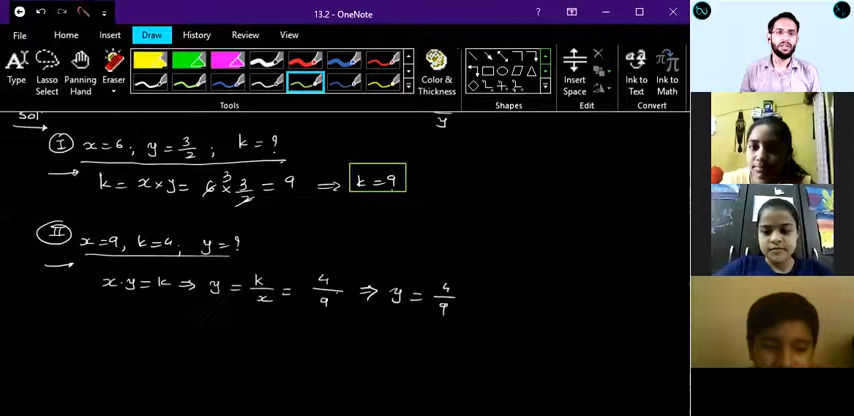 13.2 - OneNote
File Home Insert Draw History Review View
Type
Lasso Select
Panning Hand
Eraser
Color & Thickness
Insert Space
Ink to Text
Ink to Math
Tools
Shapes
Edit
Convert
Sol
y
I x=6; y=3/2; k=?
k = x × y = 6 3 × 3/2 = 9 ⇒ k=9
II x=9, k=4; y=?
x·y=k ⇒ y = k/x = 4/9 ⇒ y = 4/9